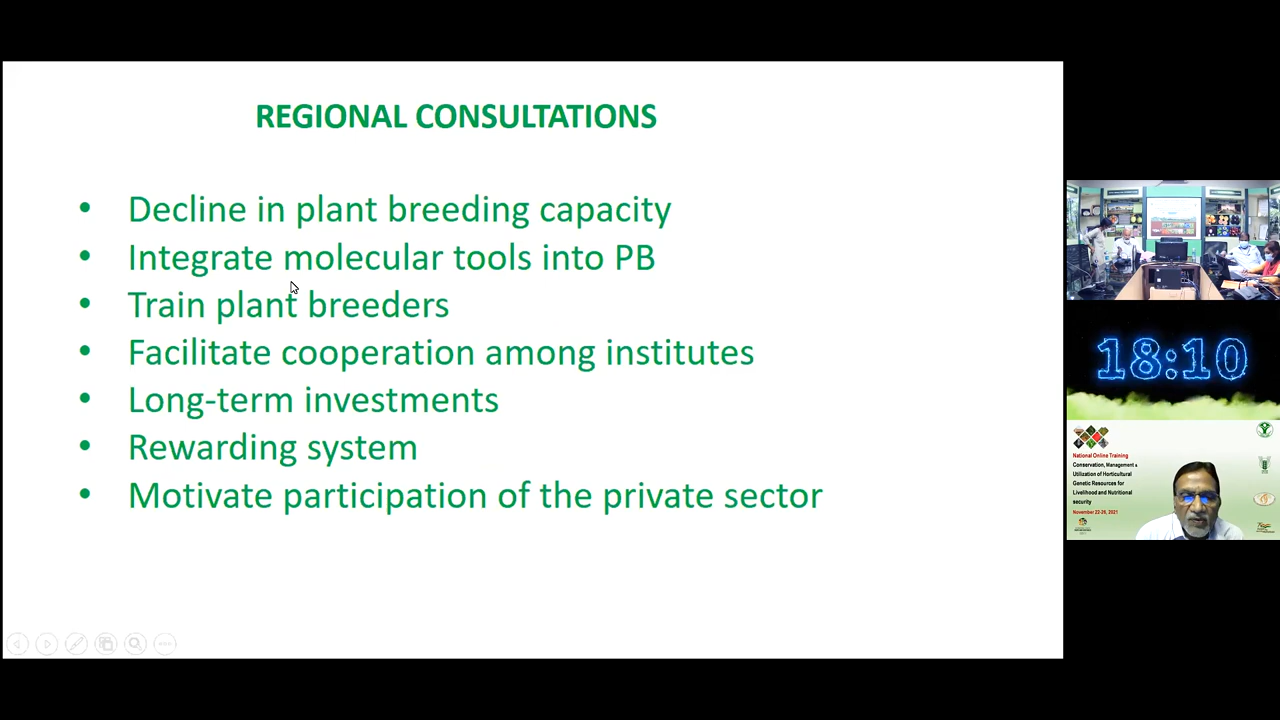 REGIONAL CONSULTATIONS
• Decline in plant breeding capacity
• Integrate molecular tools into PB
• Train plant breeders
• Facilitate cooperation among institutes
• Long-term investments
• Rewarding system
• Motivate participation of the private sector
18:10
National Online Training
Conservation, Management &
Utilization of Horticultural
Genetic Resources for
Livelihood and Nutritional
security
November 22-26, 2021